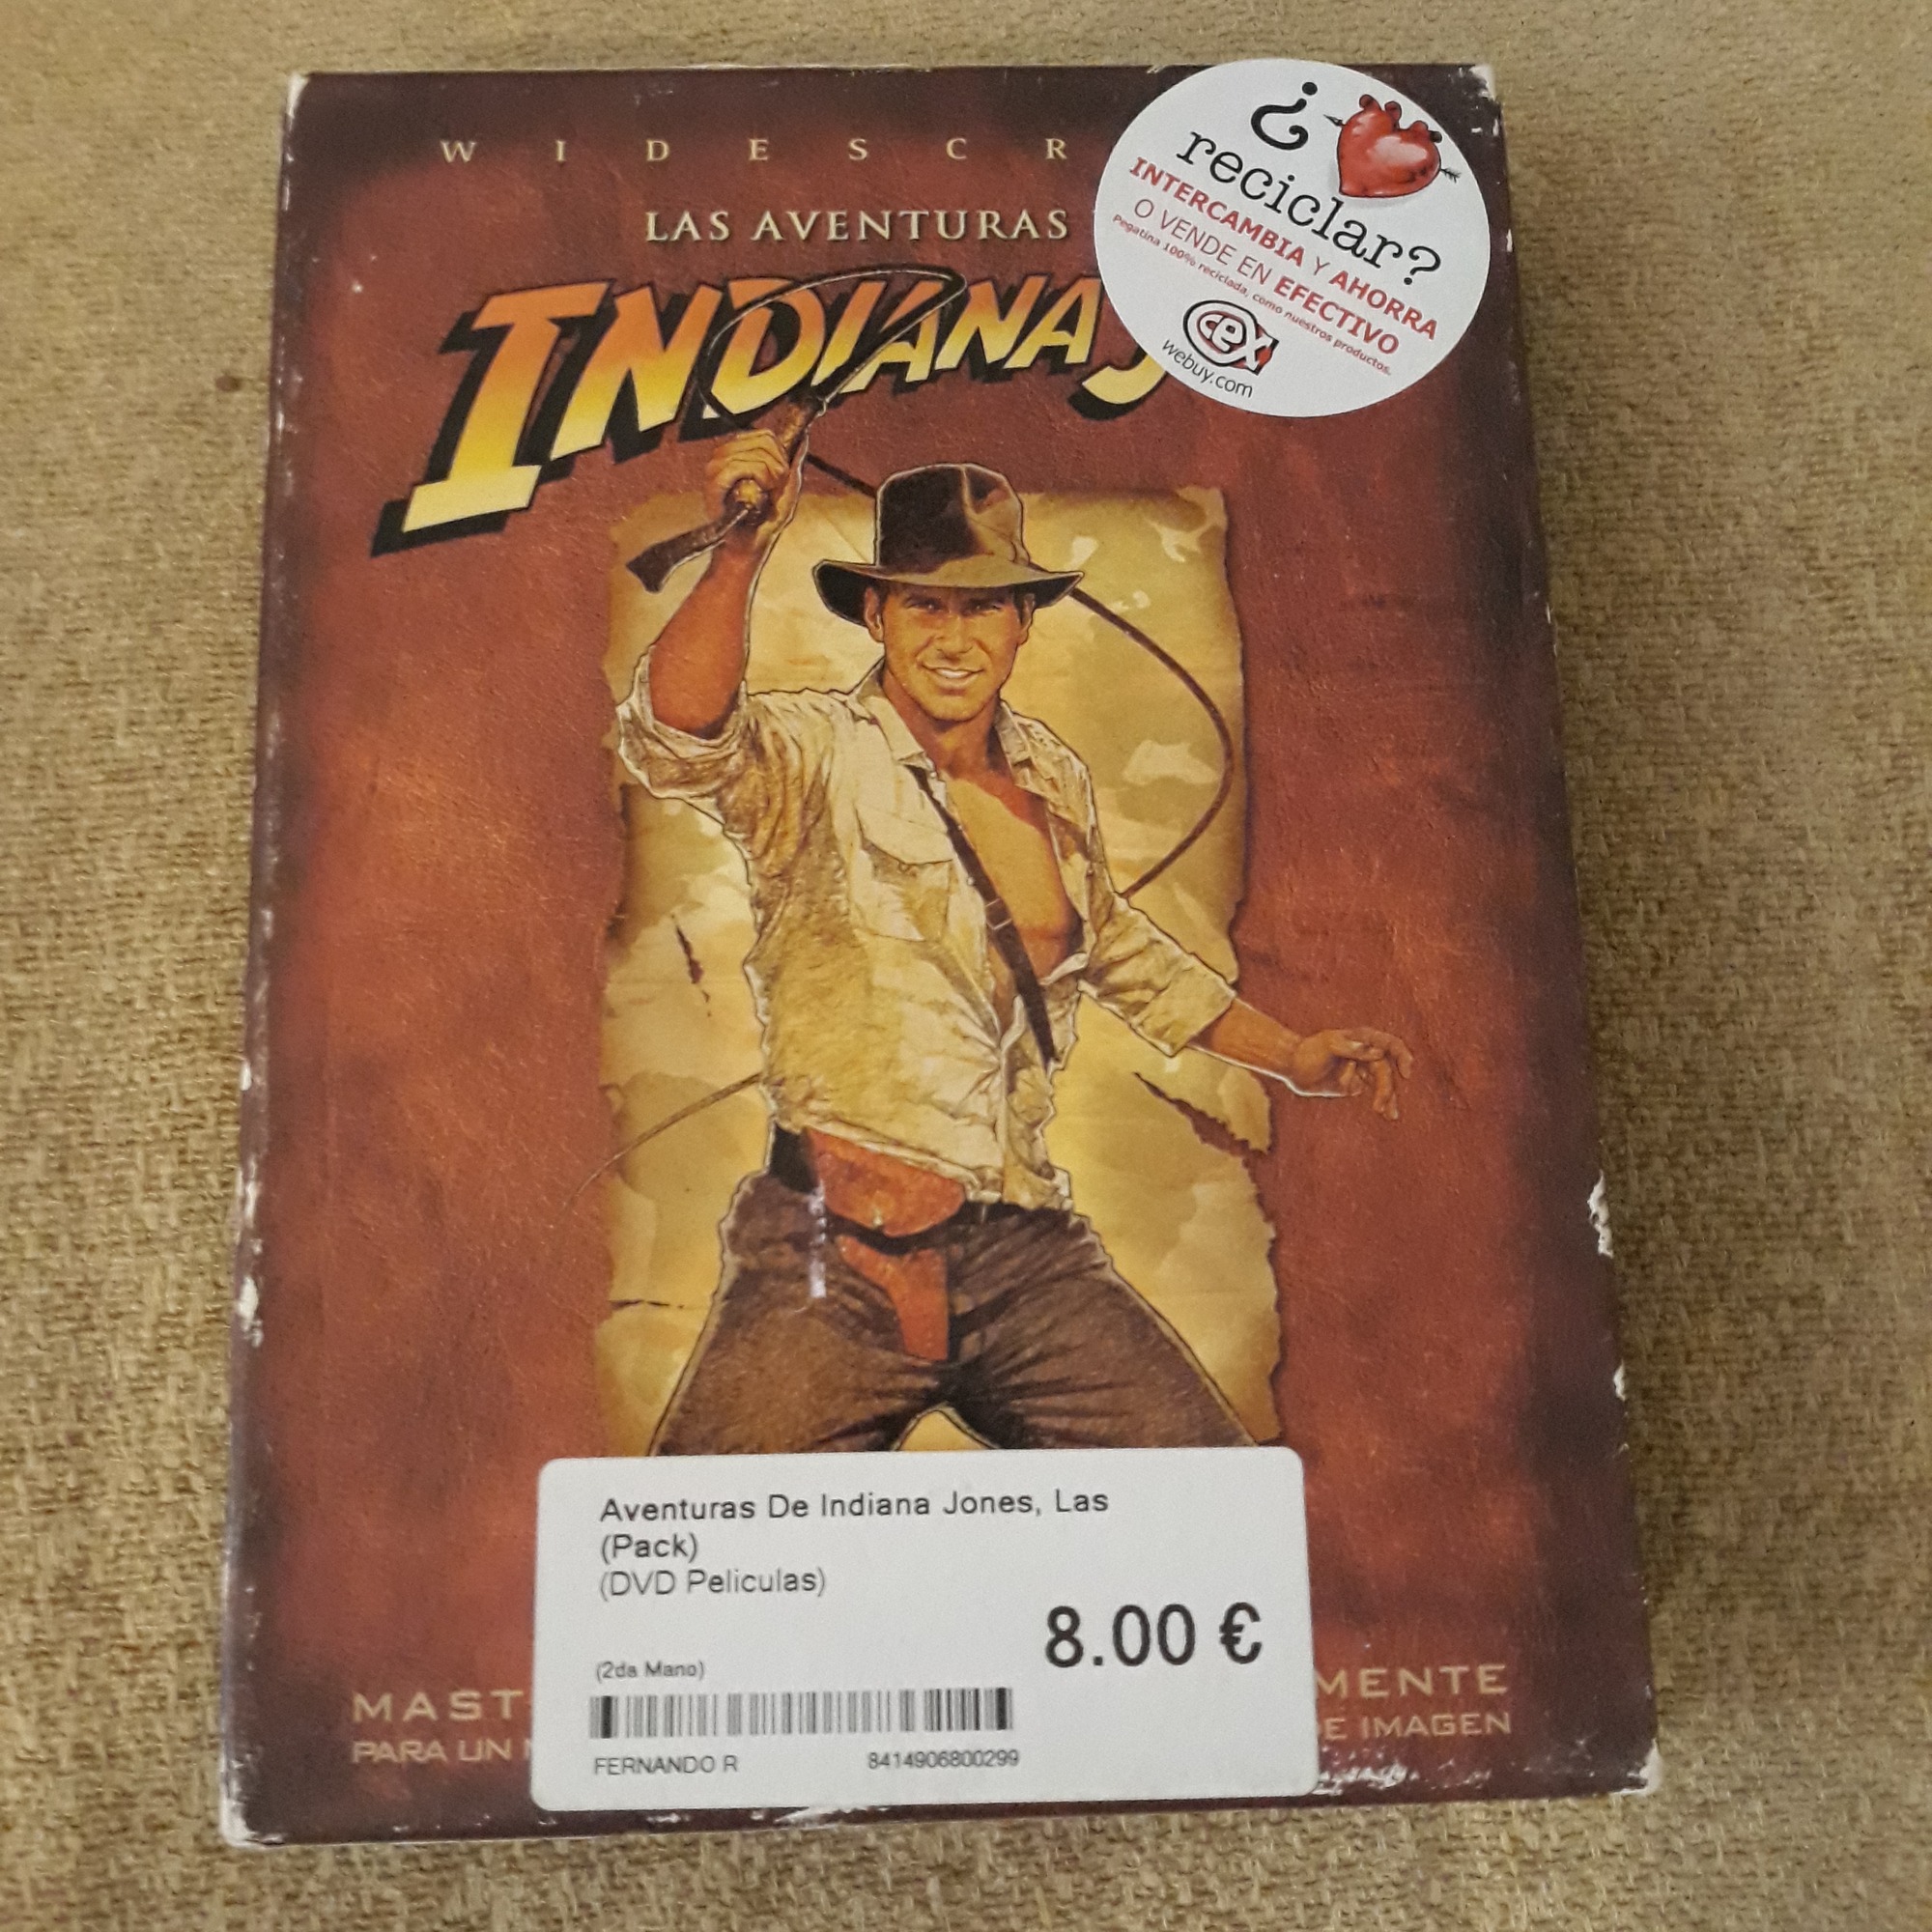 WIDESCR
LAS AVENTURAS
INDIANA J
¿
reciclar?
INTERCAMBIA Y AHORRA
O VENDE EN EFECTIVO
Pegatina 100% reciclada, como nuestros productos.
cex
webuy.com
Aventuras De Indiana Jones, Las
(Pack)
(DVD Peliculas)
8.00 €
(2da Mano)
FERNANDO R 8414906800299
MAST MENTE
PARA UN DE IMAGEN